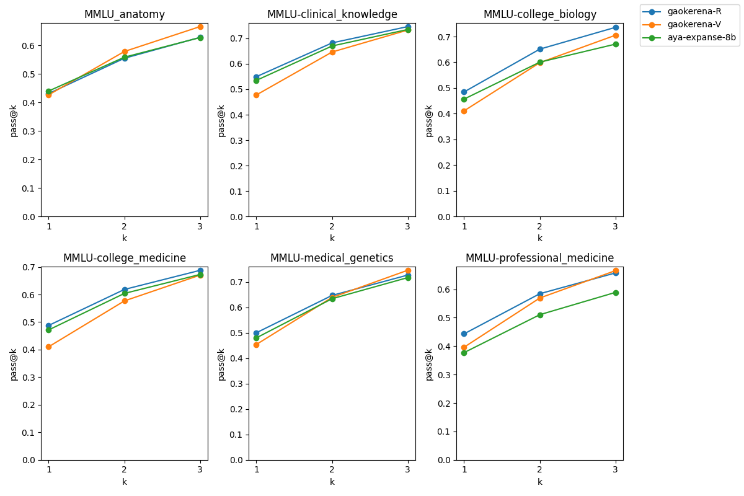 MMLU_anatomy
MMLU-clinical_knowledge
MMLU-college_biology
gaokerena-R
gaokerena-V
aya-expanse-8b
pass@k
0.6
0.5
0.4
0.3
0.2
0.1
0.0
1 2 3
k
pass@k
0.7
0.6
0.5
0.4
0.3
0.2
0.1
0.0
1 2 3
k
pass@k
0.7
0.6
0.5
0.4
0.3
0.2
0.1
0.0
1 2 3
k
MMLU-college_medicine
MMLU-medical_genetics
MMLU-professional_medicine
pass@k
0.7
0.6
0.5
0.4
0.3
0.2
0.1
0.0
1 2 3
k
pass@k
0.7
0.6
0.5
0.4
0.3
0.2
0.1
0.0
1 2 3
k
pass@k
0.6
0.5
0.4
0.3
0.2
0.1
0.0
1 2 3
k